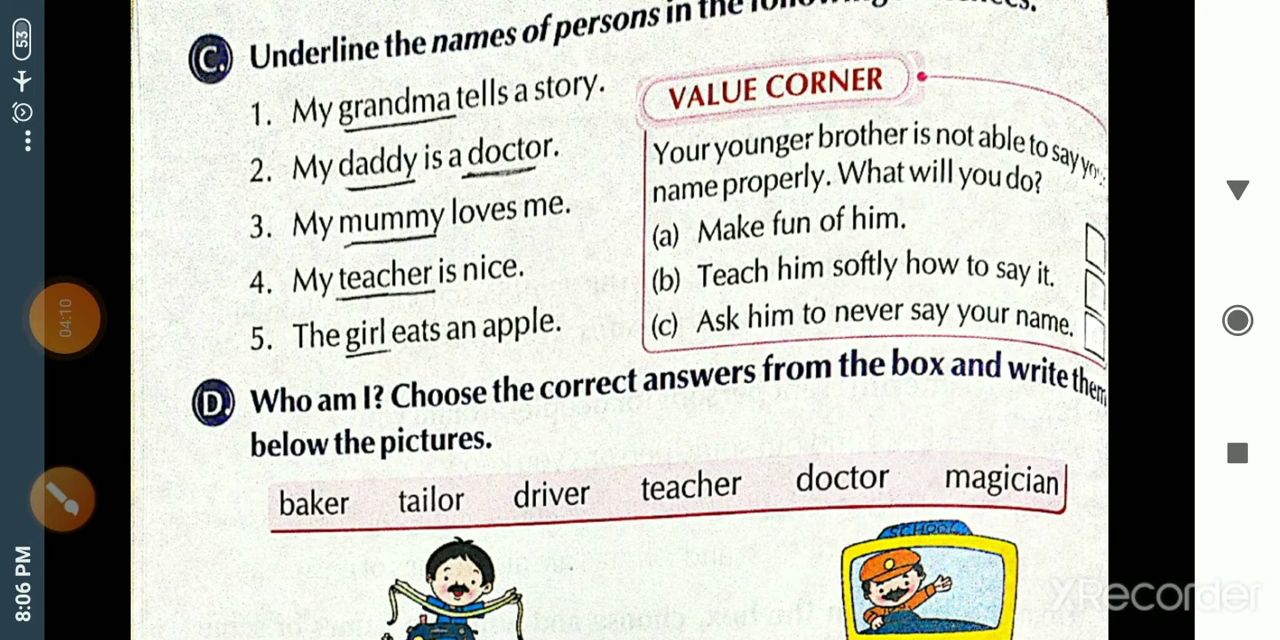 C. Underline the names of persons in the
1. My grandma tells a story.
2. My daddy is a doctor.
3. My mummy loves me.
4. My teacher is nice.
5. The girl eats an apple.
VALUE CORNER
Your younger brother is not able to say
name properly. What will you do?
(a) Make fun of him.
(b) Teach him softly how to say it.
(c) Ask him to never say your name.
D. Who am I? Choose the correct answers from the box and write them
below the pictures.
baker tailor driver teacher doctor magician
SCHOOL
53
04:10
8:06 PM
XRecorder